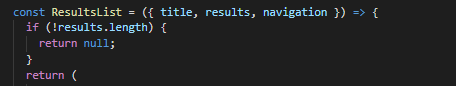 const ResultsList = ({ title, results, navigation }) => {
  if (!results.length) {
    return null;
  }
  return (